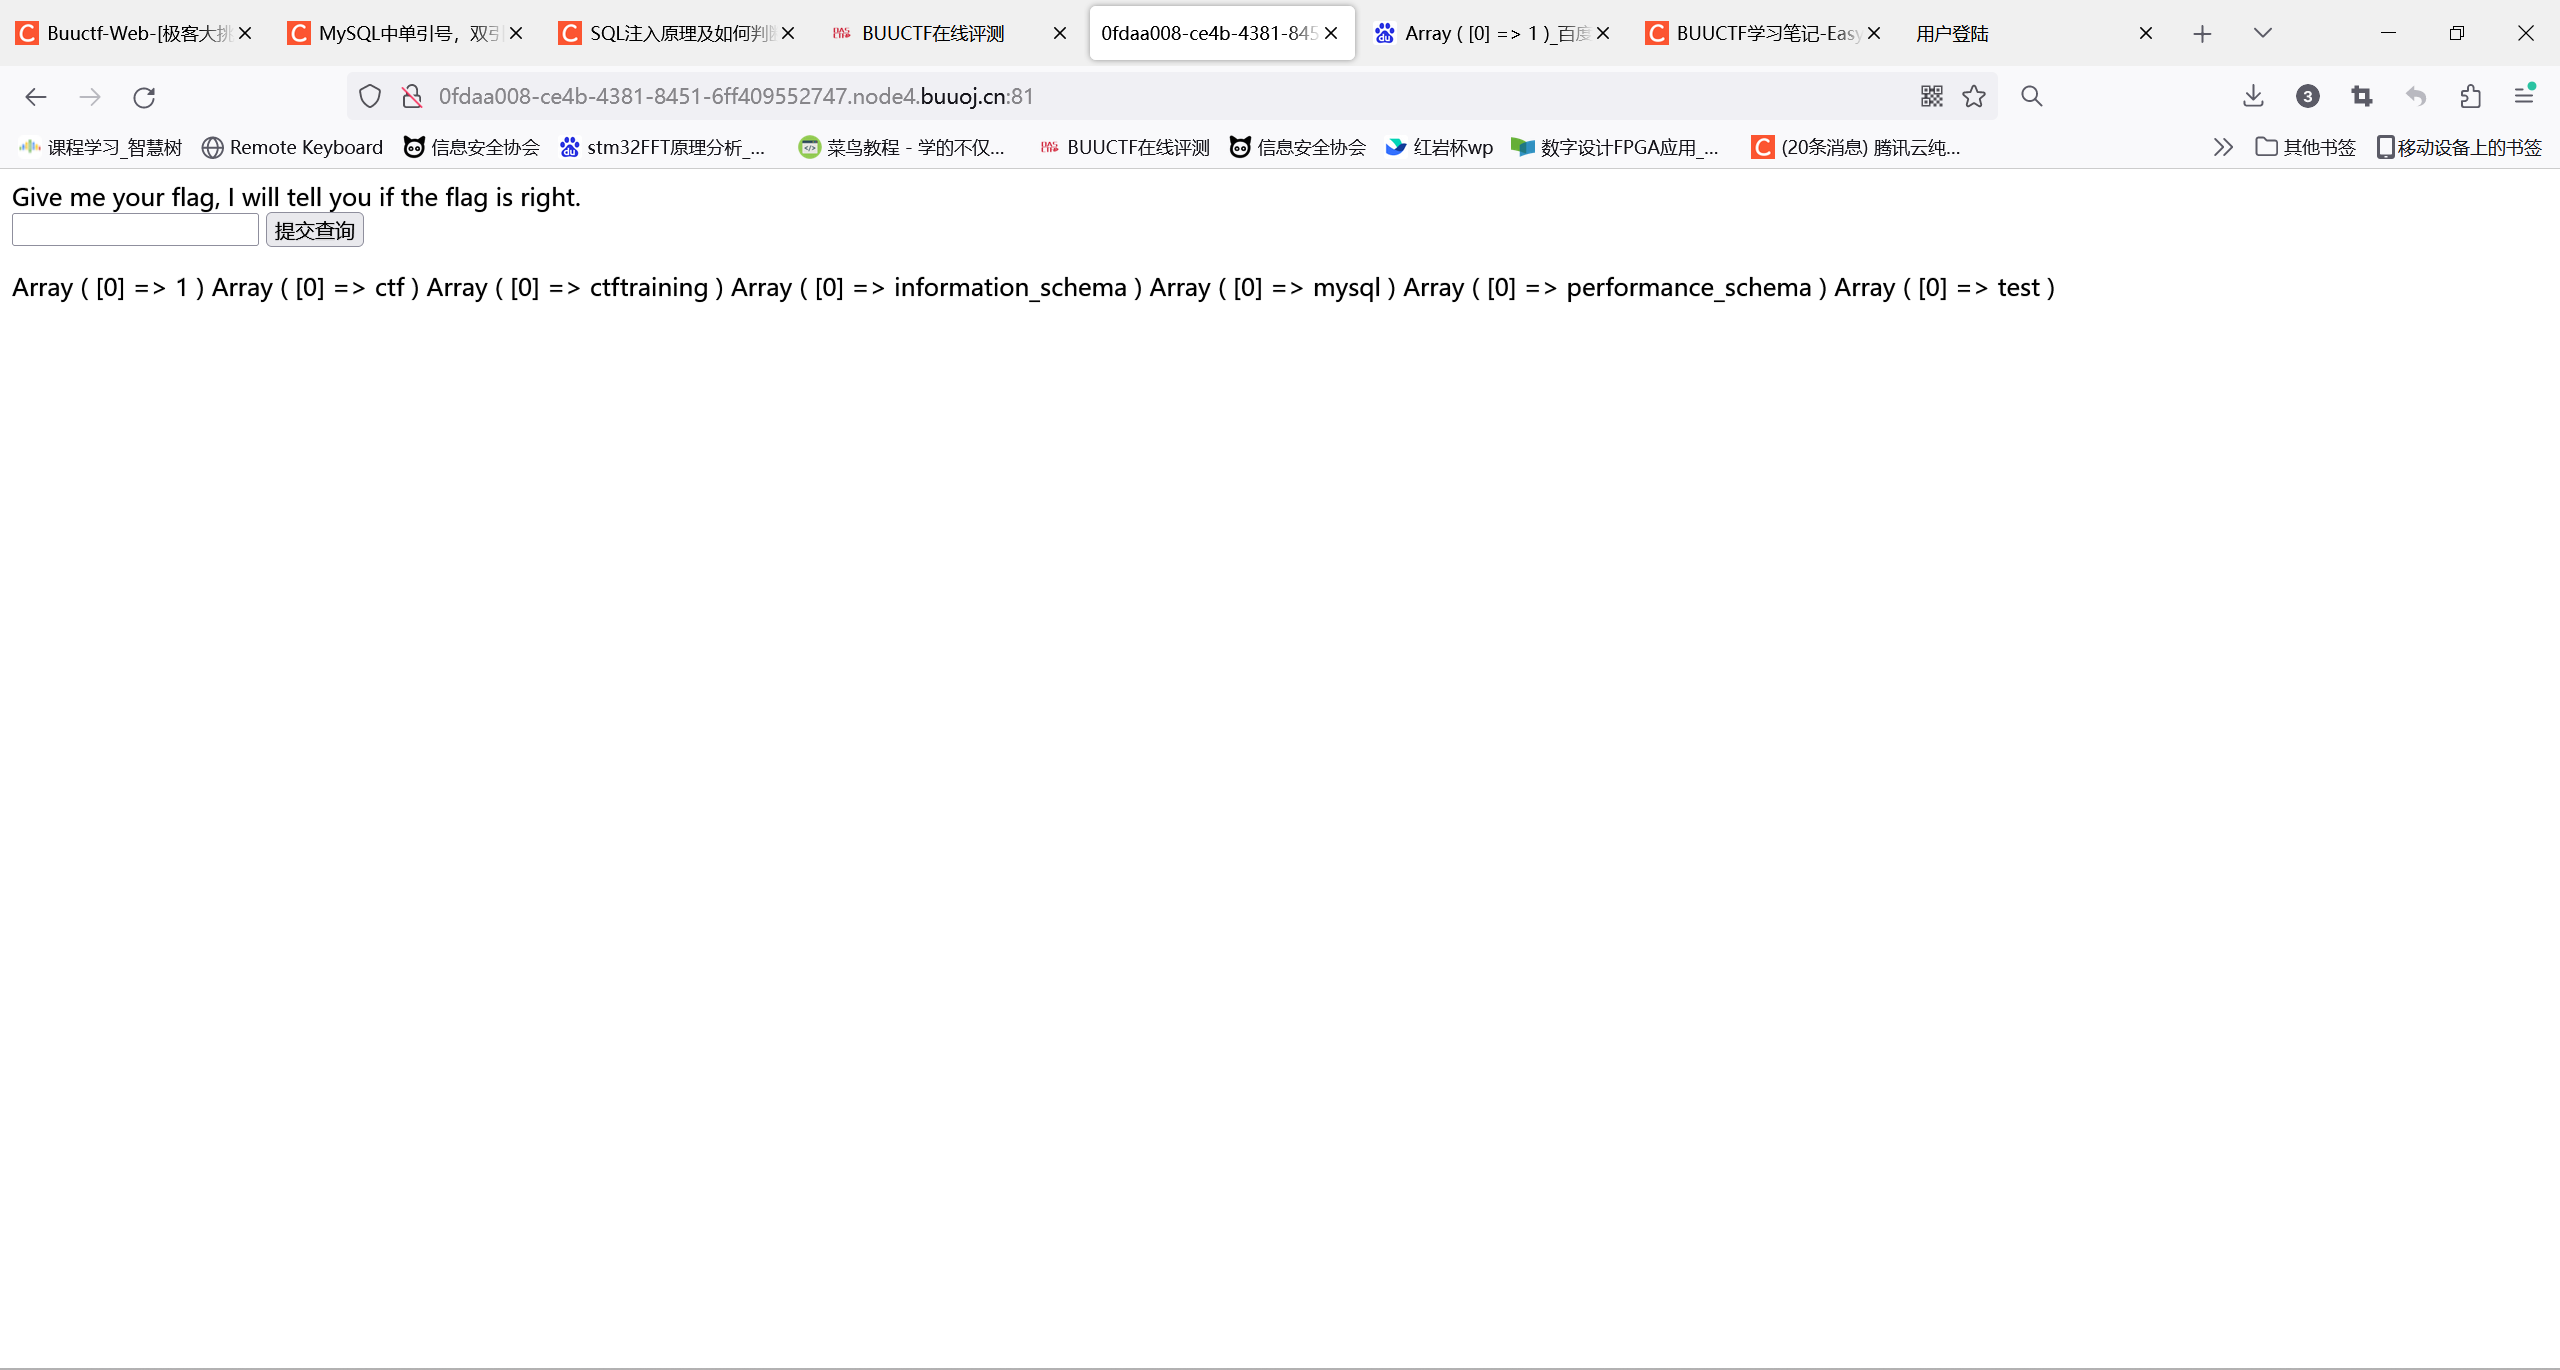 Buuctf-Web-[极客大挑 MySQL中单引号，双引 SQL注入原理及如何判断 BUUCTF在线评测 0fdaa008-ce4b-4381-845 Array ( [0] => 1 )_百度 BUUCTF学习笔记-Easy 用户登陆
0fdaa008-ce4b-4381-8451-6ff409552747.node4.buuoj.cn:81 3
课程学习_智慧树 Remote Keyboard 信息安全协会 stm32FFT原理分析_... 菜鸟教程 - 学的不仅... BUUCTF在线评测 信息安全协会 红岩杯wp 数字设计FPGA应用_... (20条消息) 腾讯云纯... 其他书签 移动设备上的书签
Give me your flag, I will tell you if the flag is right.
提交查询
Array ( [0] => 1 ) Array ( [0] => ctf ) Array ( [0] => ctftraining ) Array ( [0] => information_schema ) Array ( [0] => mysql ) Array ( [0] => performance_schema ) Array ( [0] => test )